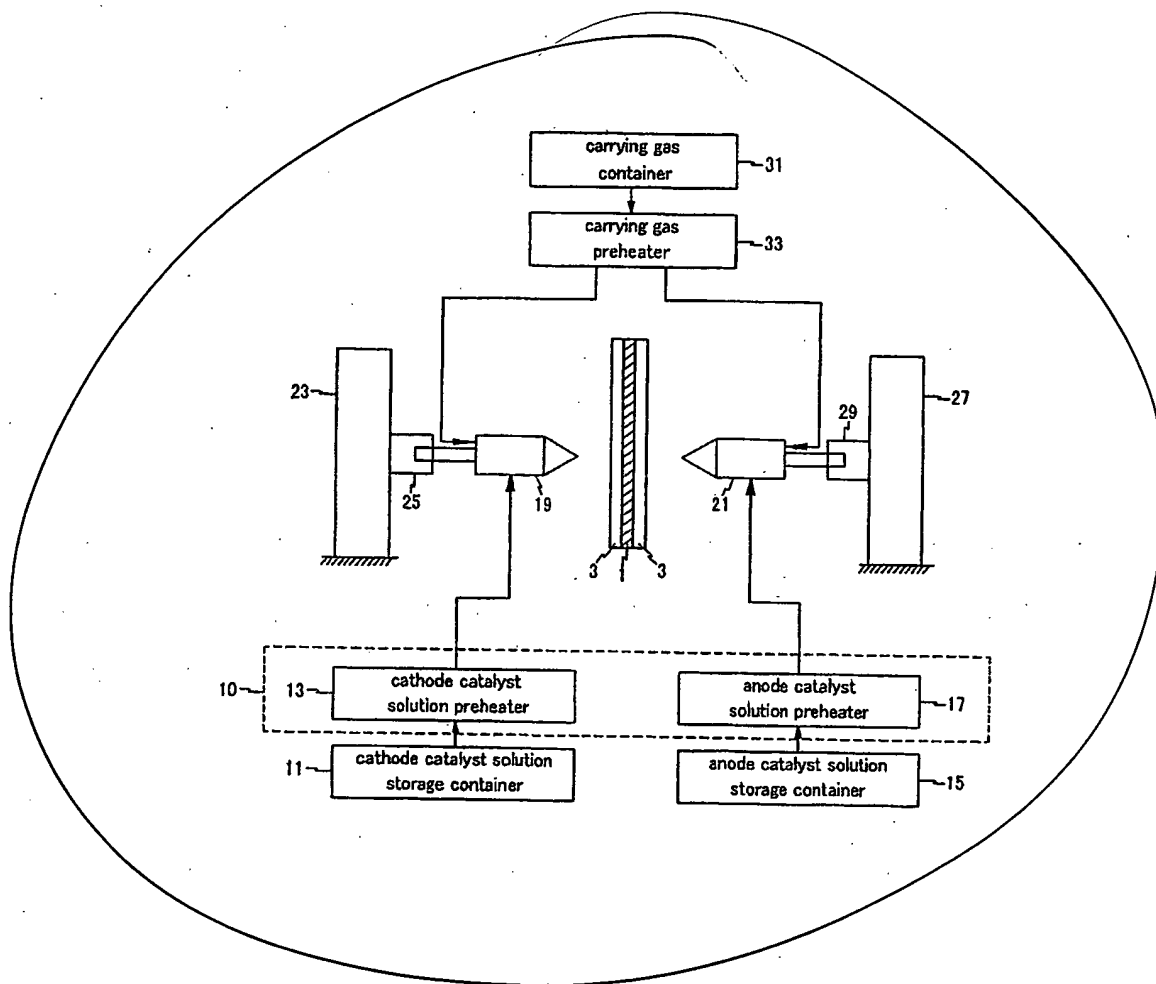 carrying gas
container
31
carrying gas
preheater
33
23
25
19
3
1
3
21
29
27
10
13
cathode catalyst
solution preheater
anode catalyst
solution preheater
17
11
cathode catalyst solution
storage container
anode catalyst solution
storage container
15